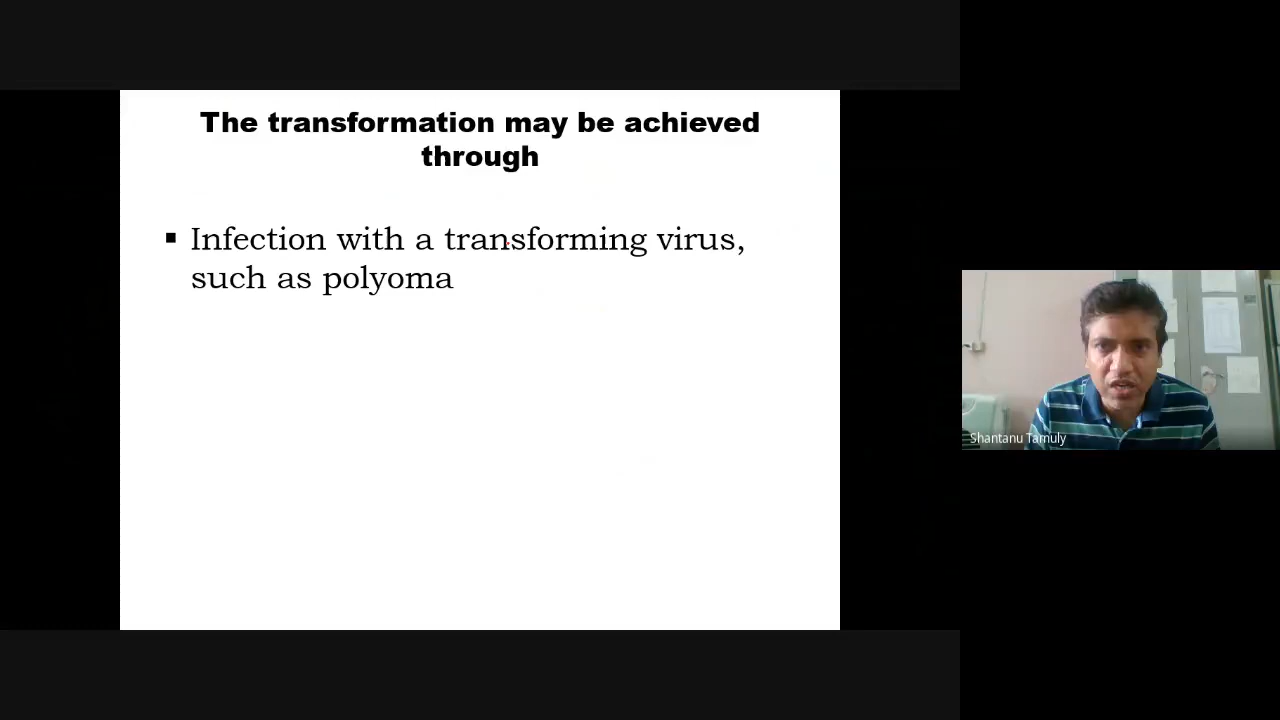 The transformation may be achieved
through
▪ Infection with a transforming virus,
such as polyoma
Shantanu Tamuly